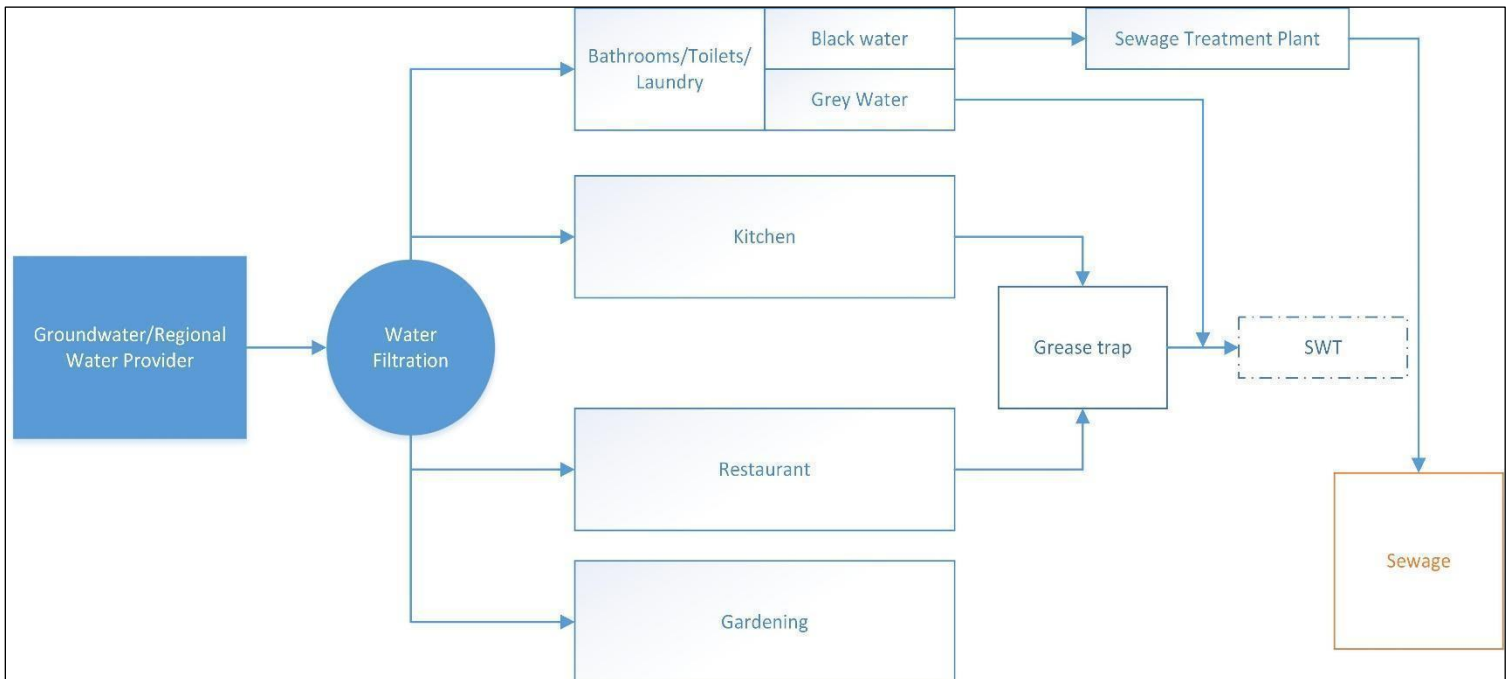 Bathrooms/Toilets/
Laundry
Black water
Sewage Treatment Plant
Grey Water
Kitchen
Groundwater/Regional
Water Provider
Water
Filtration
Grease trap
SWT
Restaurant
Sewage
Gardening